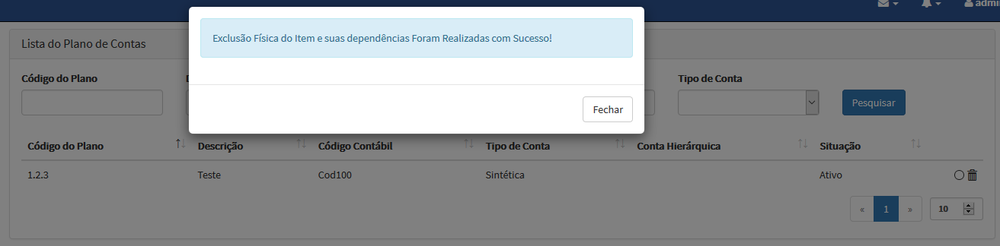 admin
Exclusão Física do Item e suas dependências Foram Realizadas com Sucesso!
Fechar
Lista do Plano de Contas
Código do Plano
Tipo de Conta
Pesquisar
Código do Plano Descrição Código Contábil Tipo de Conta Conta Hierárquica Situação
1.2.3 Teste Cod100 Sintética Ativo
« 1 » 10